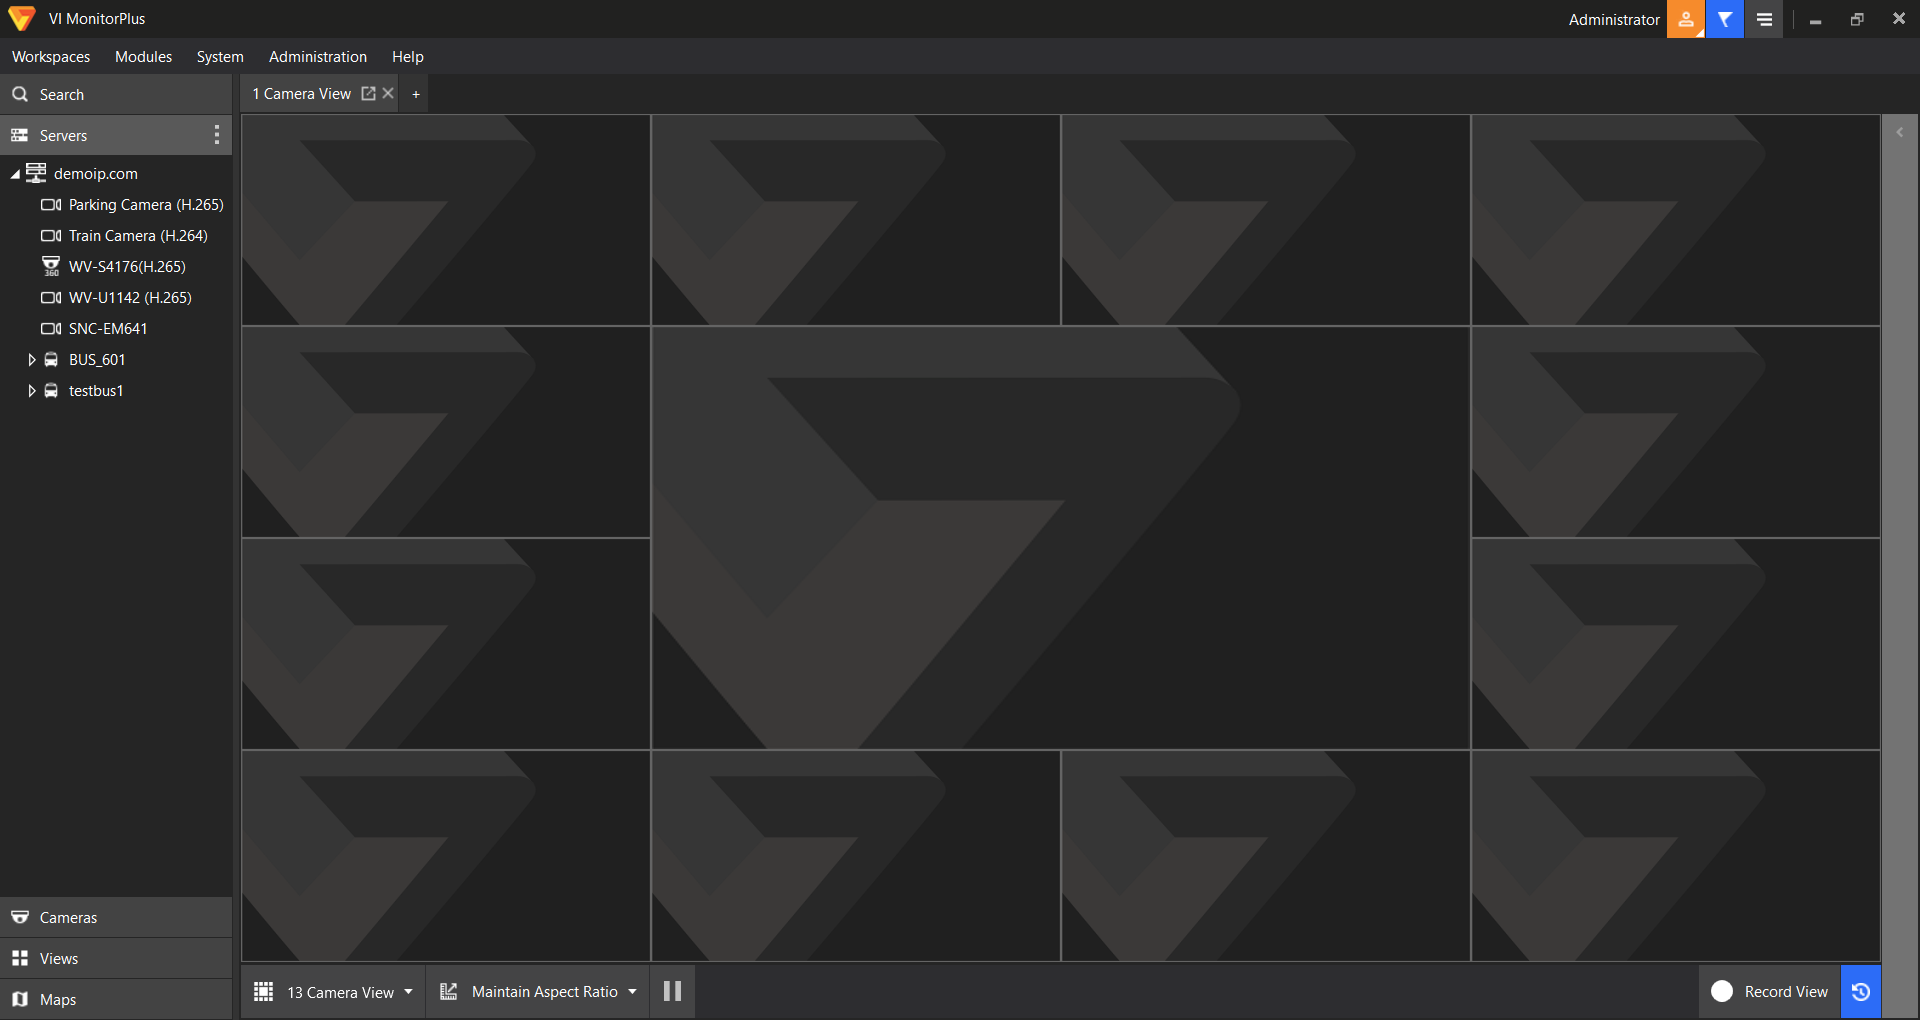 VI MonitorPlus
Administrator
Workspaces Modules System Administration Help
Search
1 Camera View +
Servers
demoip.com
Parking Camera (H.265)
Train Camera (H.264)
360
WV-S4176(H.265)
WV-U1142 (H.265)
SNC-EM641
BUS_601
testbus1
Cameras
Views
Maps
13 Camera View
Maintain Aspect Ratio
Record View